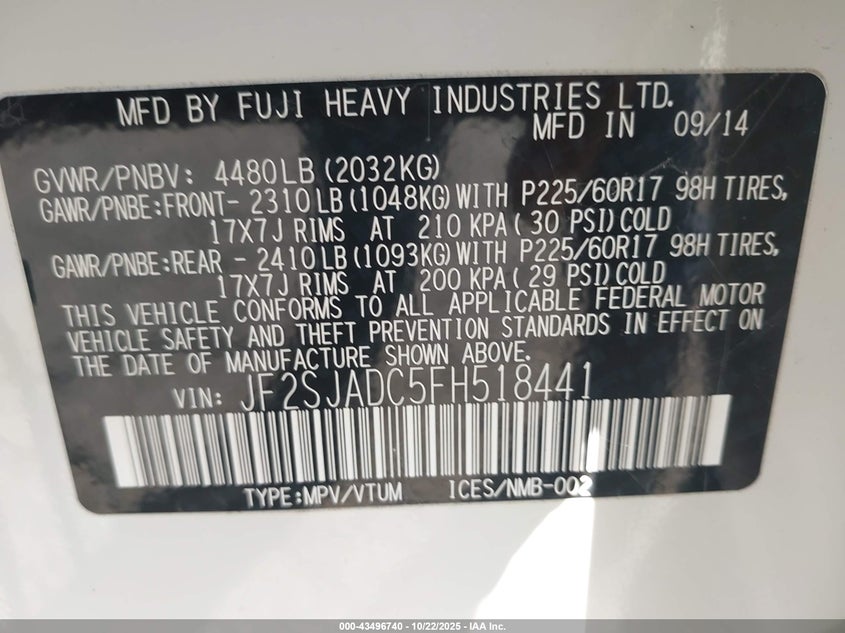 MFD BY FUJI HEAVY INDUSTRIES LTD.
MFD IN 09/14
GVWR/PNBV: 4480LB (2032KG)
GAWR/PNBE:FRONT- 2310LB (1048KG) WITH P225/60R17 98H TIRES,
17X7J RIMS AT 210 KPA( 30 PSI) COLD
GAWR/PNBE:REAR - 2410LB (1093KG) WITH P225/60R17 98H TIRES,
17X7J RIMS AT 200 KPA( 29 PSI) COLD
THIS VEHICLE CONFORMS TO ALL APPLICABLE FEDERAL MOTOR
VEHICLE SAFETY AND THEFT PREVENTION STANDARDS IN EFFECT ON
THE DATE OF MANUFACTURE SHOWN ABOVE.
VIN: JF2SJADC5FH518441
TYPE:MPV/VTUM ICES/NMB-002
000-43496740 - 10/22/2025 - IAA Inc.